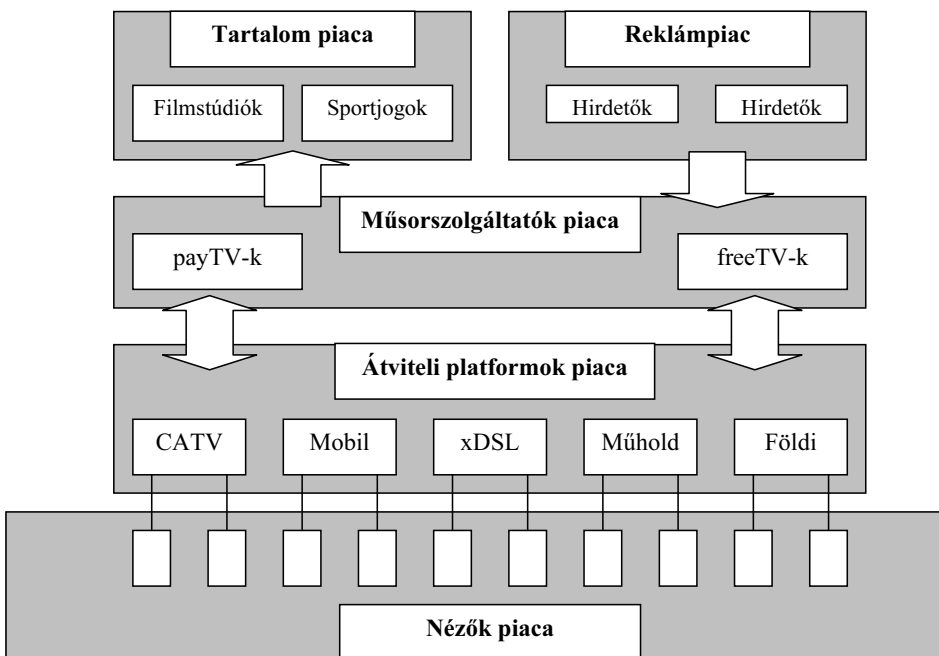 Tartalom piaca
Reklámpiac
Filmstúdiók
Sportjogok
Hirdetők
Hirdetők
Műsorszolgáltatók piaca
payTV-k
freeTV-k
Átviteli platformok piaca
CATV
Mobil
xDSL
Műhold
Földi
Nézők piaca